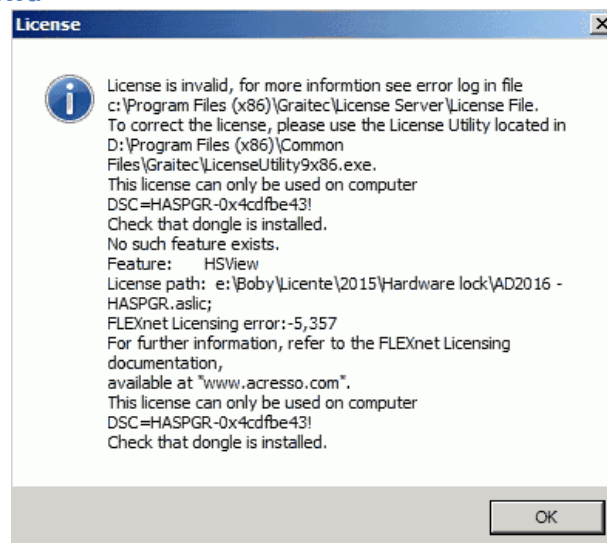 License
License is invalid, for more informtion see error log in file
c:\Program Files (x86)\Graitec\License Server\License File.
To correct the license, please use the License Utility located in
D:\Program Files (x86)\Common
Files\Graitec\LicenseUtility9x86.exe.
This license can only be used on computer
DSC=HASPGR-0x4cdfbe43!
Check that dongle is installed.
No such feature exists.
Feature: HSView
License path: e:\Boby\Licente\2015\Hardware lock\AD2016 -
HASPGR.aslic;
FLEXnet Licensing error:-5,357
For further information, refer to the FLEXnet Licensing
documentation,
available at "www.acresso.com".
This license can only be used on computer
DSC=HASPGR-0x4cdfbe43!
Check that dongle is installed.
OK